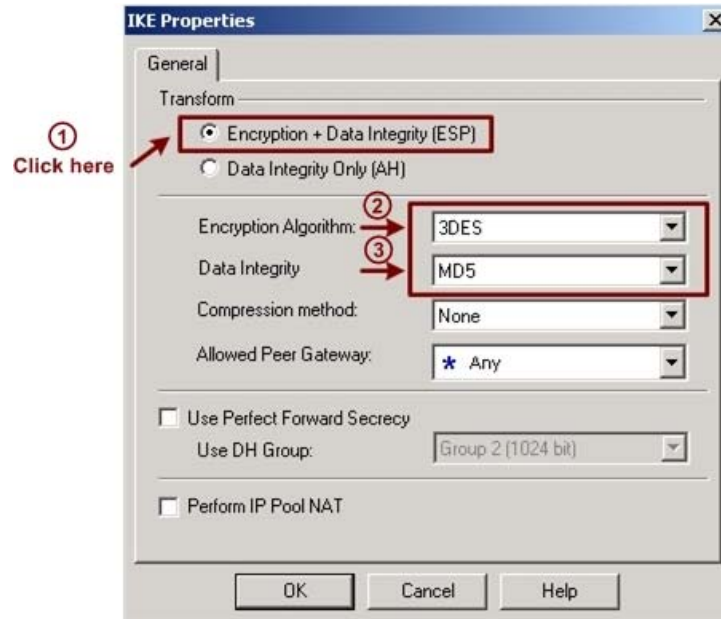 IKE Properties
General
Transform
① Click here
Encryption + Data Integrity (ESP)
Data Integrity Only (AH)
②
Encryption Algorithm: 3DES
③
Data Integrity MD5
Compression method: None
Allowed Peer Gateway: * Any
Use Perfect Forward Secrecy
Use DH Group: Group 2 (1024 bit)
Perform IP Pool NAT
OK Cancel Help